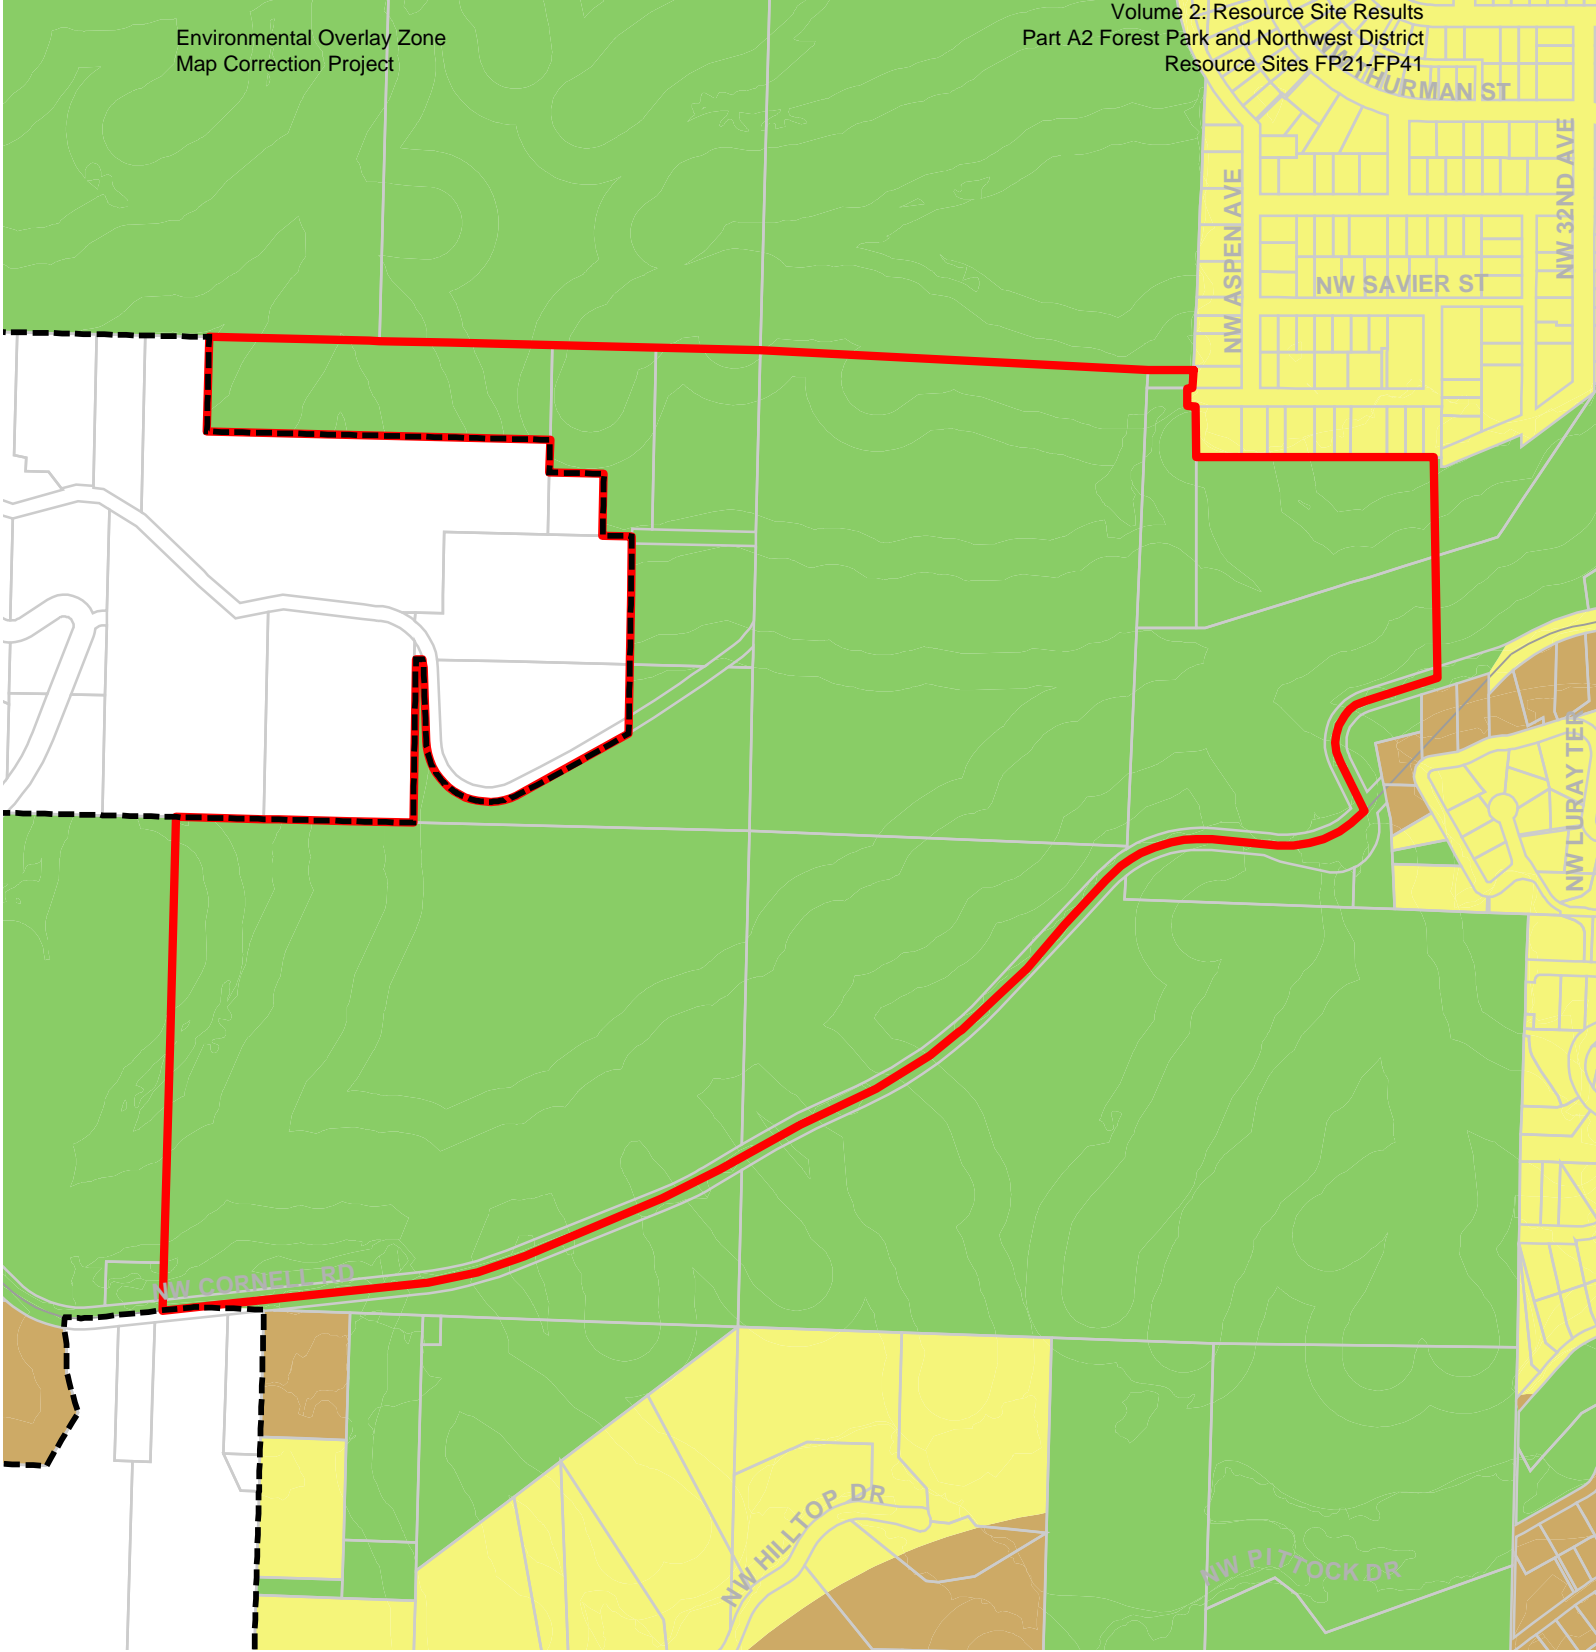 Environmental Overlay Zone
Map Correction Project
Volume 2: Resource Site Results
Part A2 Forest Park and Northwest District
Resource Sites FP21-FP41
NW THURMAN ST
NW ASPEN AVE
NW 32ND AVE
NW SAVIER ST
NW LURAY TER
NW CORNELL RD
NW HILLTOP DR
NW PITTOCK DR